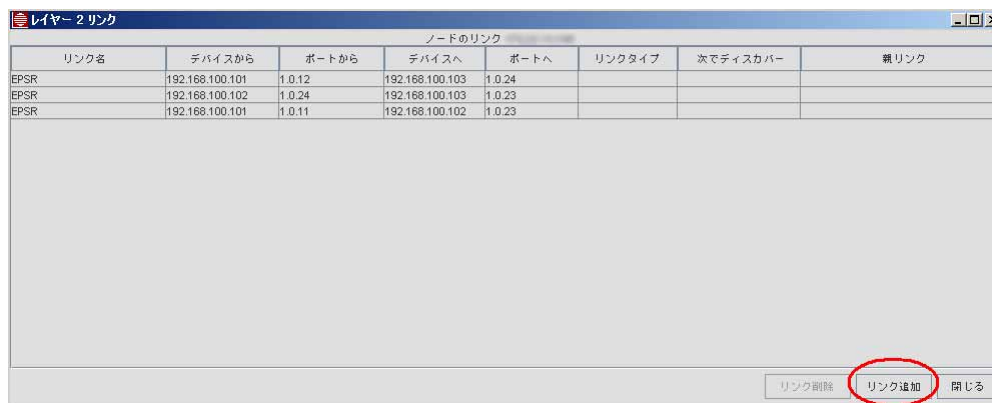 レイヤー 2 リンク
ノードのリンク
リンク名 デバイスから ポートから デバイスへ ポートへ リンクタイプ 次でディスカバー 親リンク
EPSR 192.168.100.101 1.0.12 192.168.100.103 1.0.24
EPSR 192.168.100.102 1.0.24 192.168.100.103 1.0.23
EPSR 192.168.100.101 1.0.11 192.168.100.102 1.0.23
リンク削除 リンク追加 閉じる